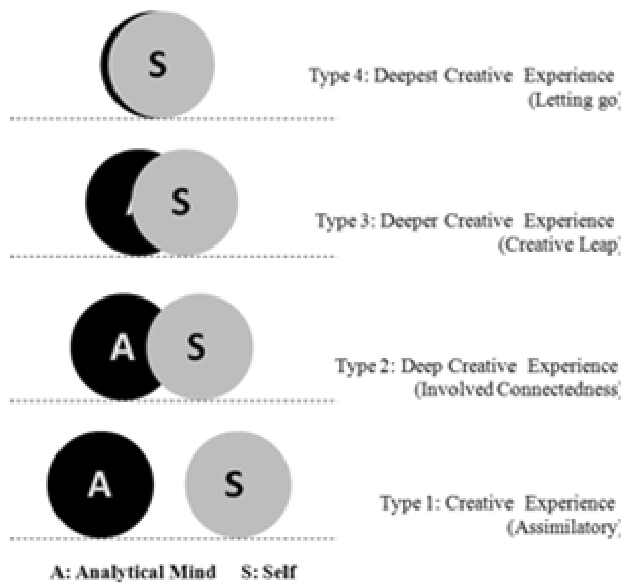 S
Type 4: Deepest Creative Experience
(Letting go)
S
Type 3: Deeper Creative Experience
(Creative Leap)
A S
Type 2: Deep Creative Experience
(Involved Connectedness)
A S
Type 1: Creative Experience
(Assimilatory)
A: Analytical Mind S: Self